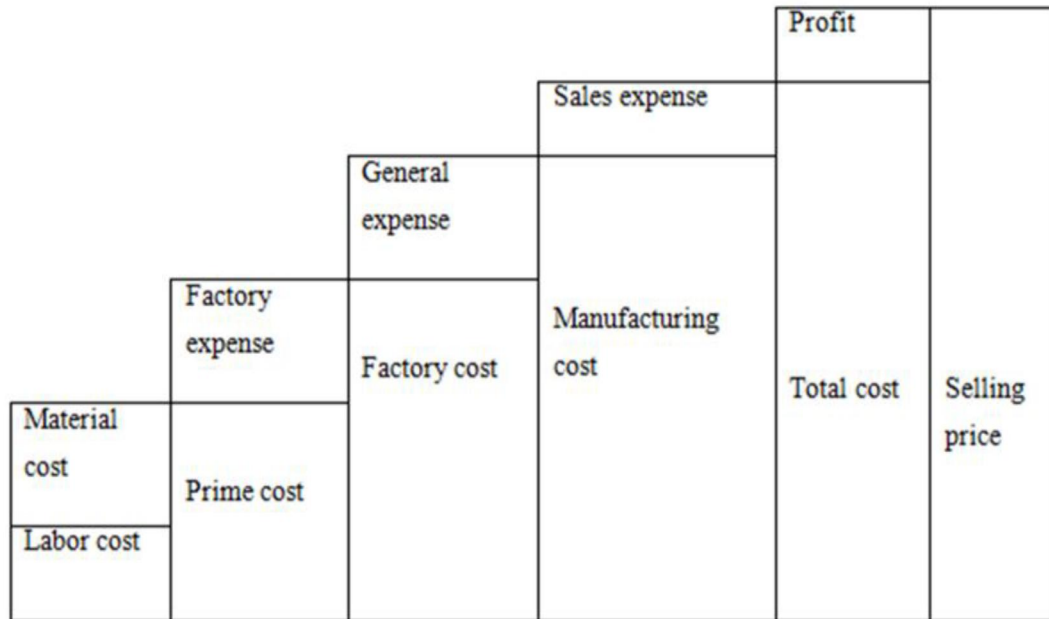 Profit
Sales expense
General
expense
Factory
expense
Manufacturing
cost
Factory cost
Total cost
Selling
price
Material
cost
Prime cost
Labor cost